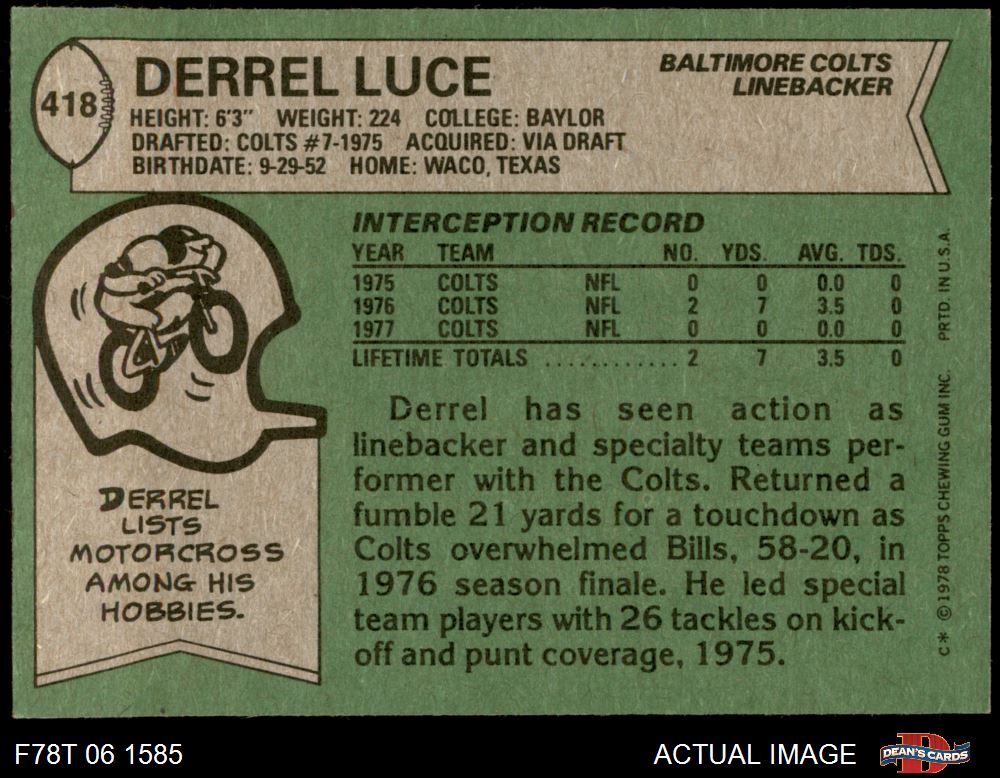 418
DERREL LUCE
BALTIMORE COLTS
LINEBACKER
HEIGHT: 6'3" WEIGHT: 224 COLLEGE: BAYLOR
DRAFTED: COLTS #7-1975 ACQUIRED: VIA DRAFT
BIRTHDATE: 9-29-52 HOME: WACO, TEXAS
INTERCEPTION RECORD
YEAR TEAM NO. YDS. AVG. TDS.
1975 COLTS NFL 0 0 0.0 0
1976 COLTS NFL 2 7 3.5 0
1977 COLTS NFL 0 0 0.0 0
LIFETIME TOTALS ............ 2 7 3.5 0
Derrel has seen action as
linebacker and specialty teams per-
former with the Colts. Returned a
fumble 21 yards for a touchdown as
Colts overwhelmed Bills, 58-20, in
1976 season finale. He led special
team players with 26 tackles on kick-
off and punt coverage, 1975.
DERREL
LISTS
MOTORCROSS
AMONG HIS
HOBBIES.
C* © 1978 TOPPS CHEWING GUM INC. PRTD. IN U.S.A.
F78T 06 1585
ACTUAL IMAGE
D
DEAN'S CARDS